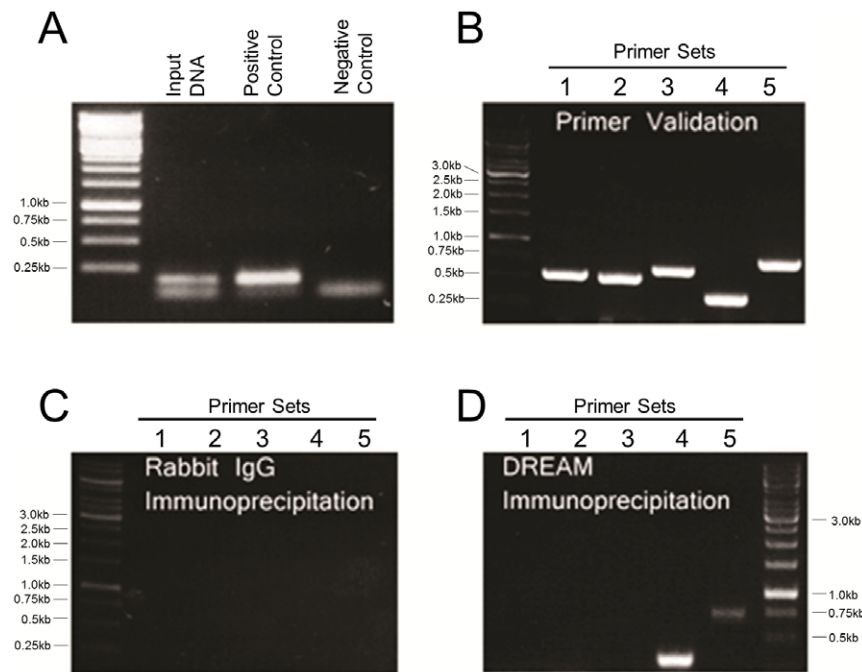 A
Input DNA
Positive Control
Negative Control
1.0kb
0.75kb
0.5kb
0.25kb
B
Primer Sets
1 2 3 4 5
Primer Validation
3.0kb
2.5kb
2.0kb
1.5kb
1.0kb
0.75kb
0.5kb
0.25kb
C
Primer Sets
1 2 3 4 5
Rabbit IgG
Immunoprecipitation
3.0kb
2.5kb
2.0kb
1.5kb
1.0kb
0.75kb
0.5kb
0.25kb
D
Primer Sets
1 2 3 4 5
DREAM
Immunoprecipitation
3.0kb
1.0kb
0.75kb
0.5kb